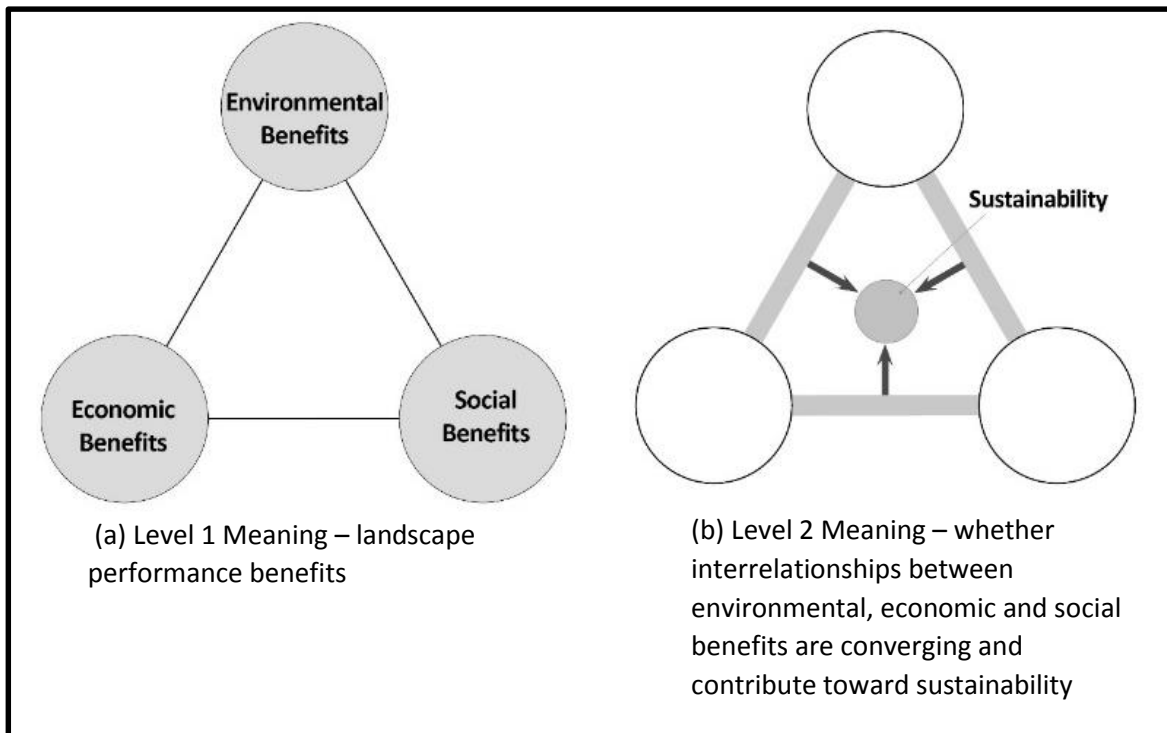 Environmental
Benefits
Economic
Benefits
Social
Benefits
(a) Level 1 Meaning – landscape
performance benefits
Sustainability
(b) Level 2 Meaning – whether
interrelationships between
environmental, economic and social
benefits are converging and
contribute toward sustainability